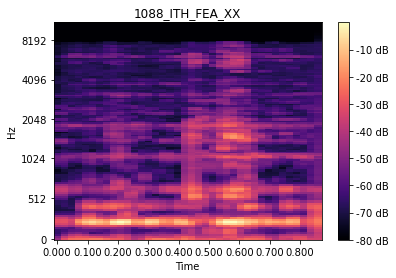 1088_ITH_FEA_XX
8192
4096
2048
1024
512
0
Hz
0.000 0.100 0.200 0.300 0.400 0.500 0.600 0.700 0.800
Time
-10 dB
-20 dB
-30 dB
-40 dB
-50 dB
-60 dB
-70 dB
-80 dB